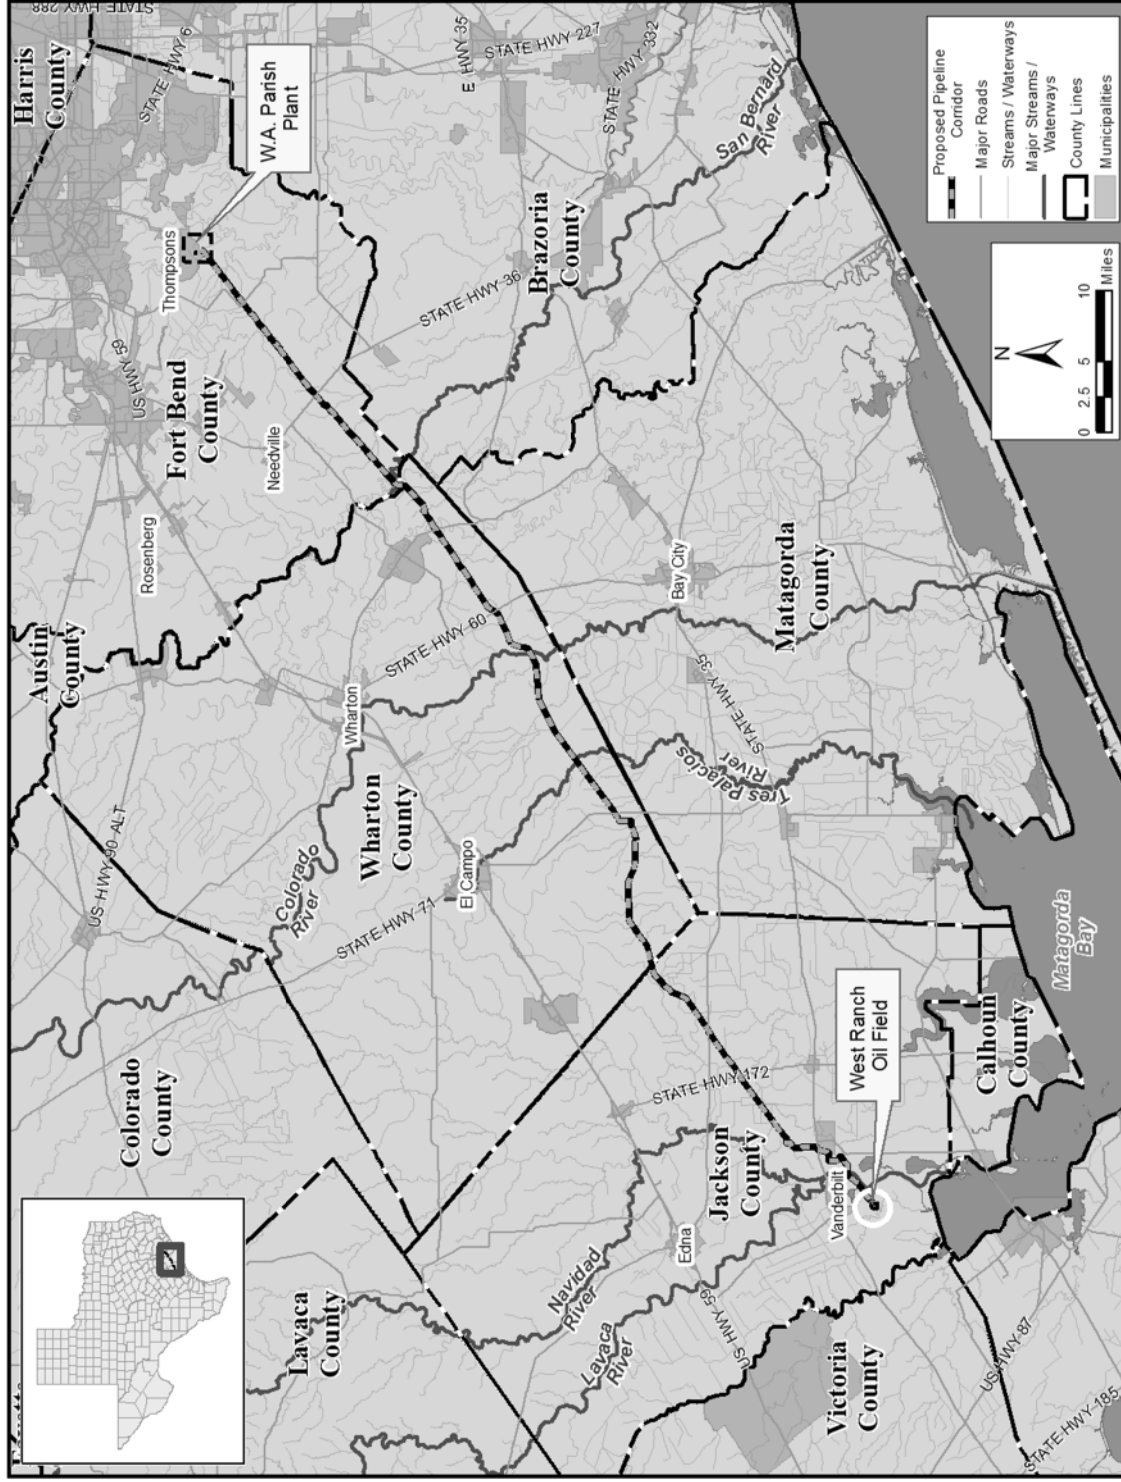 STATE HWY 288
Harris
County
STATE HWY 6
E HWY 35
STATE HWY 227
STATE HWY 332
W.A. Parish
Plant
San Bernard
River
Thompsons
Brazoria
County
STATE HWY 36
US HWY 59
Fort Bend
County
Needville
Rosenberg
Austin
County
STATE HWY 60
Bay City
Matagorda
County
Wharton
STATE HWY 35
Tres Palacios
River
Wharton
County
US HWY 90 ALT
Colorado
River
El Campo
STATE HWY 71
Matagorda
Bay
West Ranch
Oil Field
Calhoun
County
Colorado
County
STATE HWY 172
Jackson
County
Vanderbilt
Edna
Navidad
River
Lavaca
County
Lavaca
River
US HWY 59
Victoria
County
US HWY 87
STATE HWY 185
Proposed Pipeline
Corridor
Major Roads
Streams / Waterways
Major Streams /
Waterways
County Lines
Municipalities
N
0 2.5 5 10
Miles